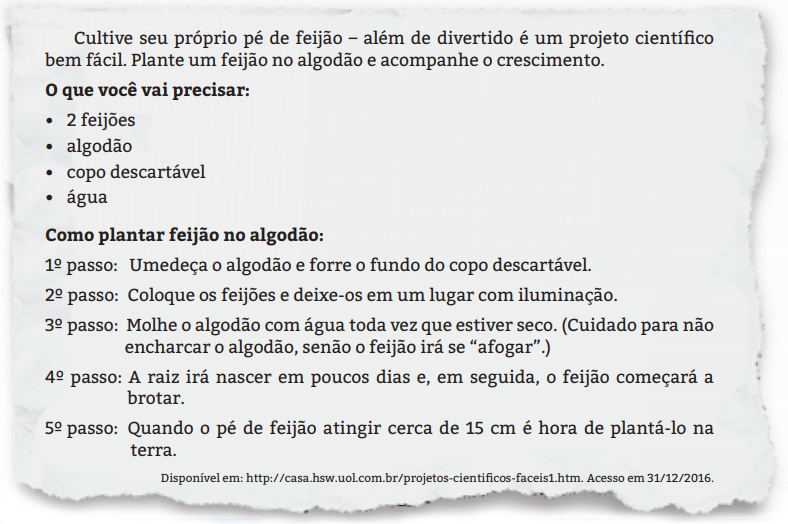 Cultive seu próprio pé de feijão – além de divertido é um projeto científico
bem fácil. Plante um feijão no algodão e acompanhe o crescimento.
O que você vai precisar:
• 2 feijões
• algodão
• copo descartável
• água
Como plantar feijão no algodão:
1º passo: Umedeça o algodão e forre o fundo do copo descartável.
2º passo: Coloque os feijões e deixe-os em um lugar com iluminação.
3º passo: Molhe o algodão com água toda vez que estiver seco. (Cuidado para não
encharcar o algodão, senão o feijão irá se “afogar”.)
4º passo: A raiz irá nascer em poucos dias e, em seguida, o feijão começará a
brotar.
5º passo: Quando o pé de feijão atingir cerca de 15 cm é hora de plantá-lo na
terra.
Disponível em: http://casa.hsw.uol.com.br/projetos-cientificos-faceis1.htm. Acesso em 31/12/2016.